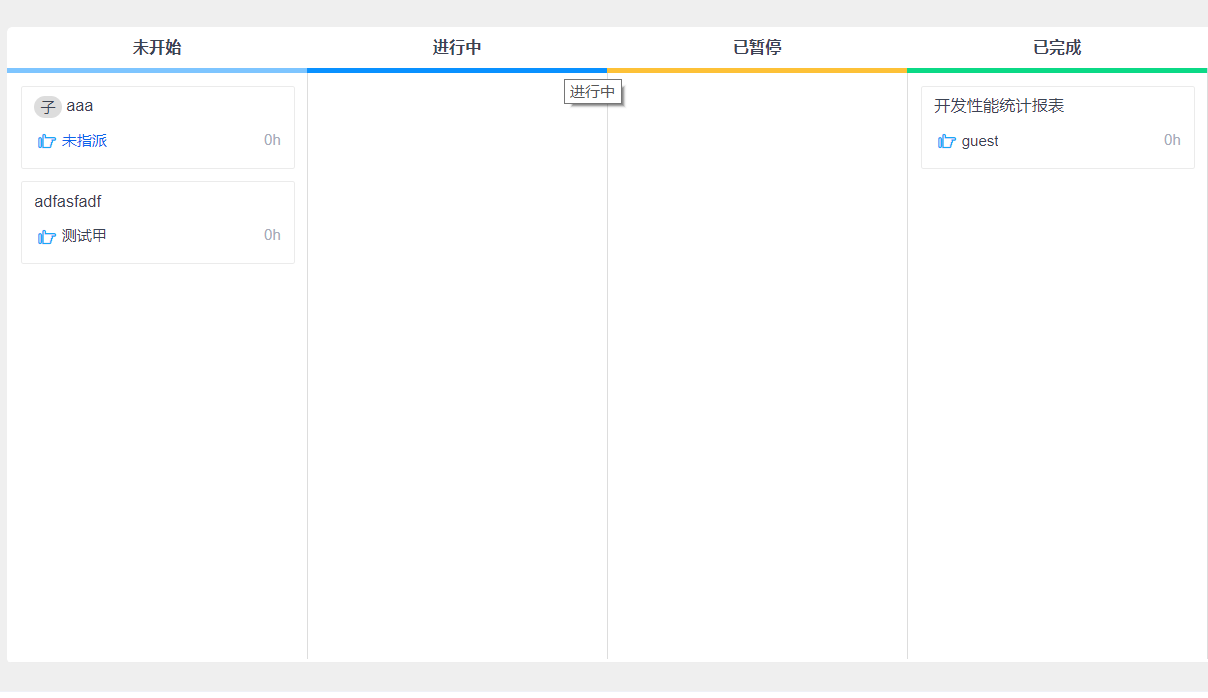 未开始
进行中
已暂停
已完成
进行中
子 aaa
未指派 0h
adfasfadf
测试甲 0h
开发性能统计报表
guest 0h